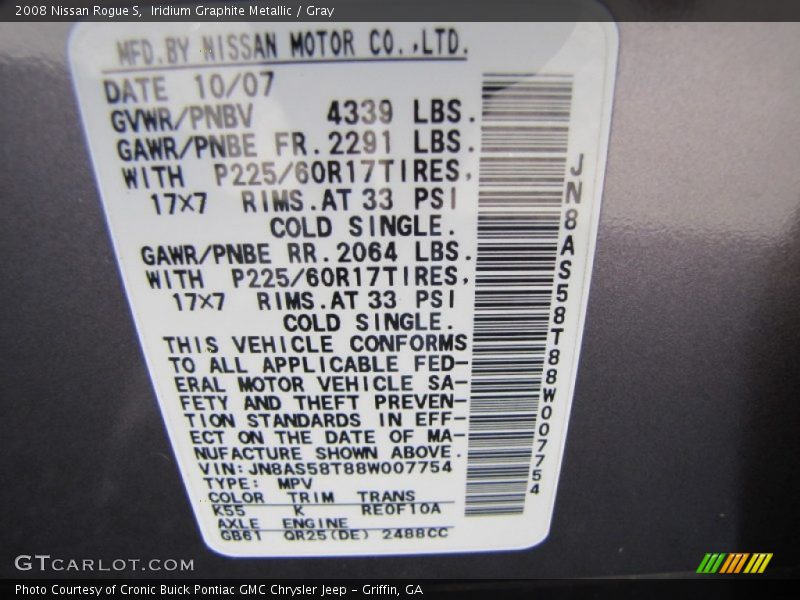 2008 Nissan Rogue S, Iridium Graphite Metallic / Gray
MFD.BY NISSAN MOTOR CO.,LTD.
DATE 10/07
GVWR/PNBV 4339 LBS.
GAWR/PNBE FR.2291 LBS.
WITH P225/60R17TIRES,
17X7 RIMS.AT 33 PSI
COLD SINGLE.
GAWR/PNBE RR.2064 LBS.
WITH P225/60R17TIRES,
17X7 RIMS.AT 33 PSI
COLD SINGLE.
THIS VEHICLE CONFORMS
TO ALL APPLICABLE FED-
ERAL MOTOR VEHICLE SA-
FETY AND THEFT PREVEN-
TION STANDARDS IN EFF-
ECT ON THE DATE OF MA-
NUFACTURE SHOWN ABOVE.
VIN:JN8AS58T88W007754
TYPE: MPV
COLOR TRIM TRANS
K55 K RE0F10A
AXLE ENGINE
GB61 QR25(DE) 2488CC
JN8AS58T88W007754
GTCARLOT.COM
Photo Courtesy of Cronic Buick Pontiac GMC Chrysler Jeep - Griffin, GA